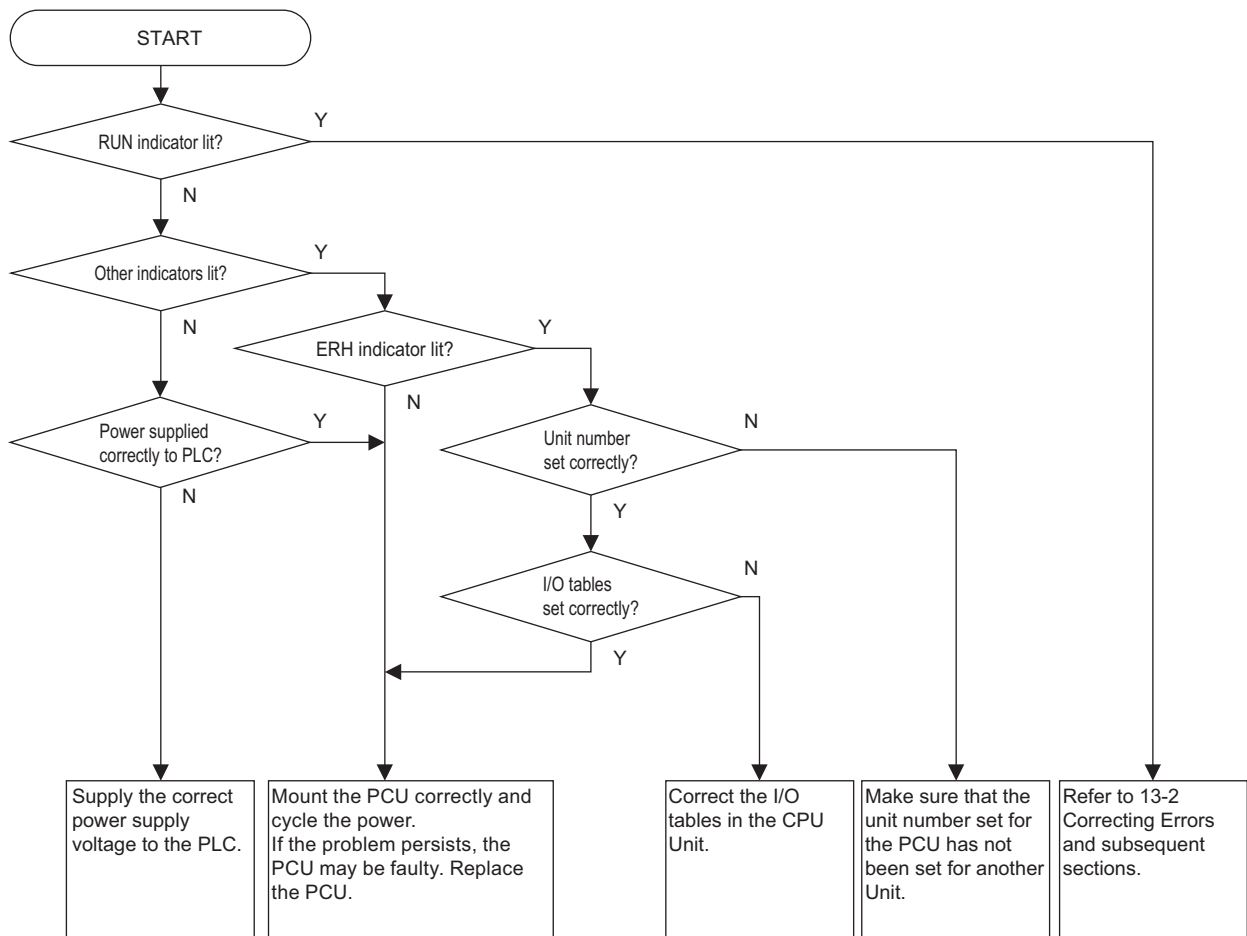 START
RUN indicator lit?
Y
N
Other indicators lit?
Y
N
ERH indicator lit?
Y
N
Power supplied
correctly to PLC?
Y
N
Unit number
set correctly?
N
Y
I/O tables
set correctly?
N
Y
Supply the correct
power supply
voltage to the PLC.
Mount the PCU correctly and
cycle the power.
If the problem persists, the
PCU may be faulty. Replace
the PCU.
Correct the I/O
tables in the CPU
Unit.
Make sure that the
unit number set for
the PCU has not
been set for another
Unit.
Refer to 13-2
Correcting Errors
and subsequent
sections.